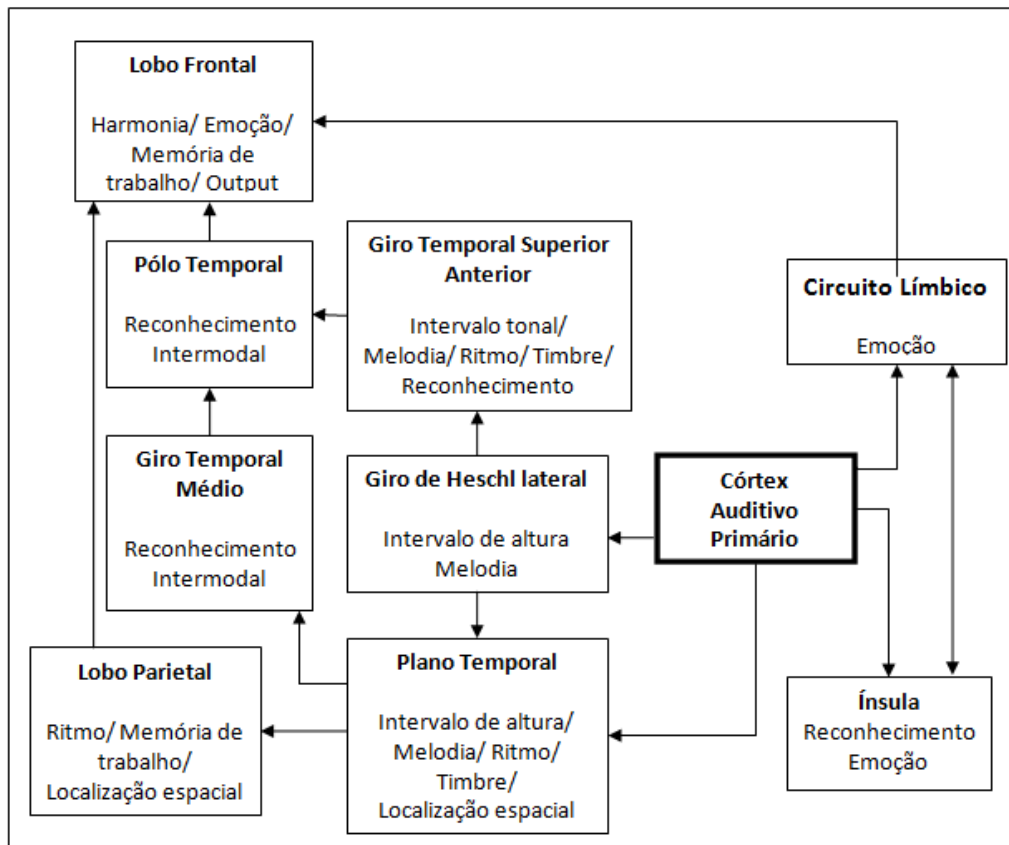 Lobo Frontal
Harmonia/ Emoção/
Memória de
trabalho/ Output
Pólo Temporal
Reconhecimento
Intermodal
Giro Temporal Superior
Anterior
Intervalo tonal/
Melodia/ Ritmo/ Timbre/
Reconhecimento
Circuito Límbico
Emoção
Giro Temporal
Médio
Reconhecimento
Intermodal
Giro de Heschl lateral
Intervalo de altura
Melodia
Córtex
Auditivo
Primário
Lobo Parietal
Ritmo/ Memória de
trabalho/
Localização espacial
Plano Temporal
Intervalo de altura/
Melodia/ Ritmo/
Timbre/
Localização espacial
Ínsula
Reconhecimento
Emoção